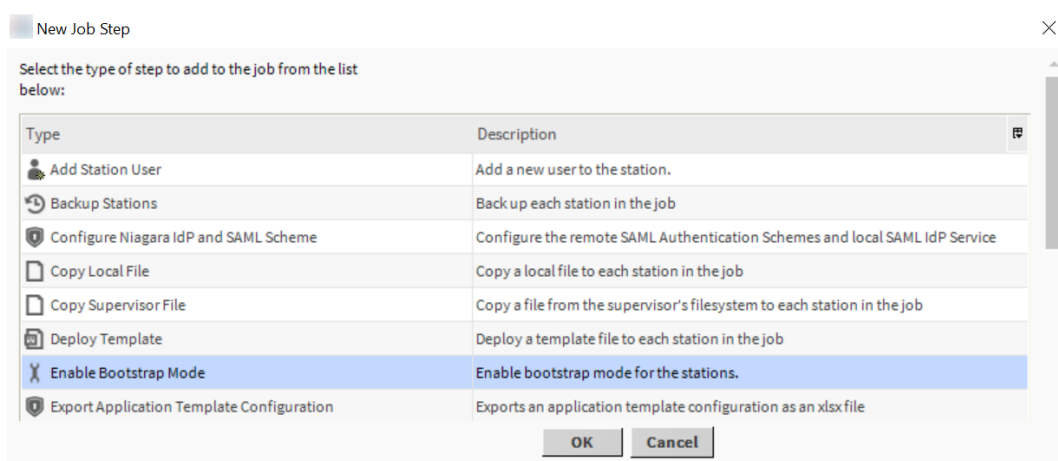 New Job Step
Select the type of step to add to the job from the list
below:
Type Description
Add Station User Add a new user to the station.
Backup Stations Back up each station in the job
Configure Niagara IdP and SAML Scheme Configure the remote SAML Authentication Schemes and local SAML IdP Service
Copy Local File Copy a local file to each station in the job
Copy Supervisor File Copy a file from the supervisor's filesystem to each station in the job
Deploy Template Deploy a template file to each station in the job
Enable Bootstrap Mode Enable bootstrap mode for the stations.
Export Application Template Configuration Exports an application template configuration as an xlsx file
OK Cancel